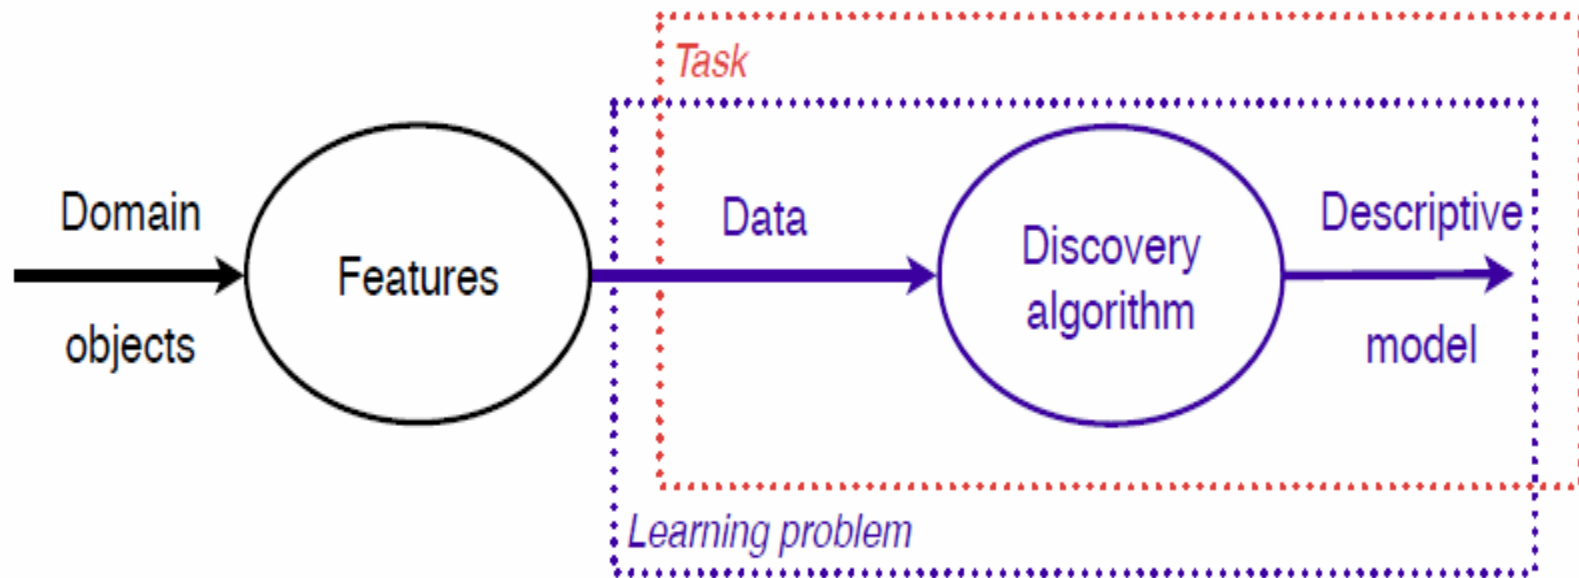 Task
Domain
objects
Features
Data
Discovery
algorithm
Descriptive
model
Learning problem